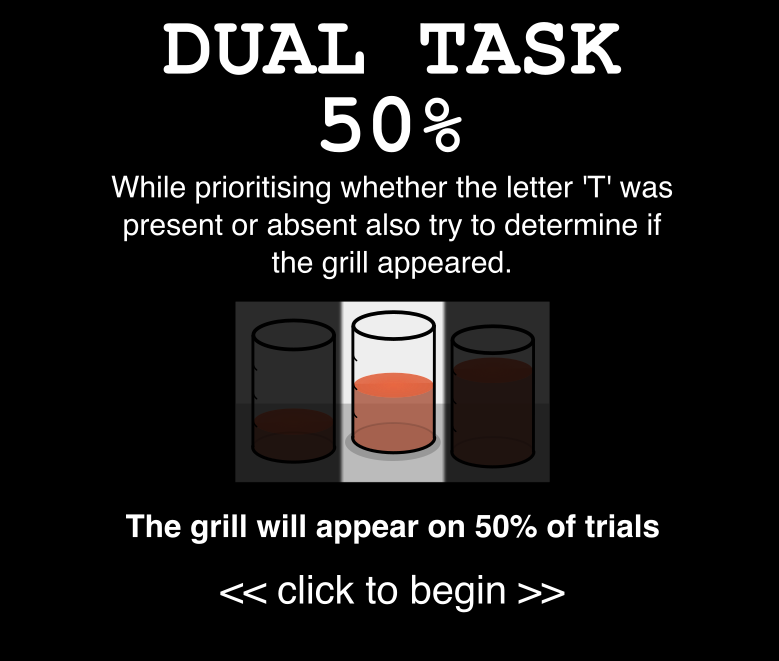 DUAL TASK
50%
While prioritising whether the letter 'T' was
present or absent also try to determine if
the grill appeared.
The grill will appear on 50% of trials
<< click to begin >>